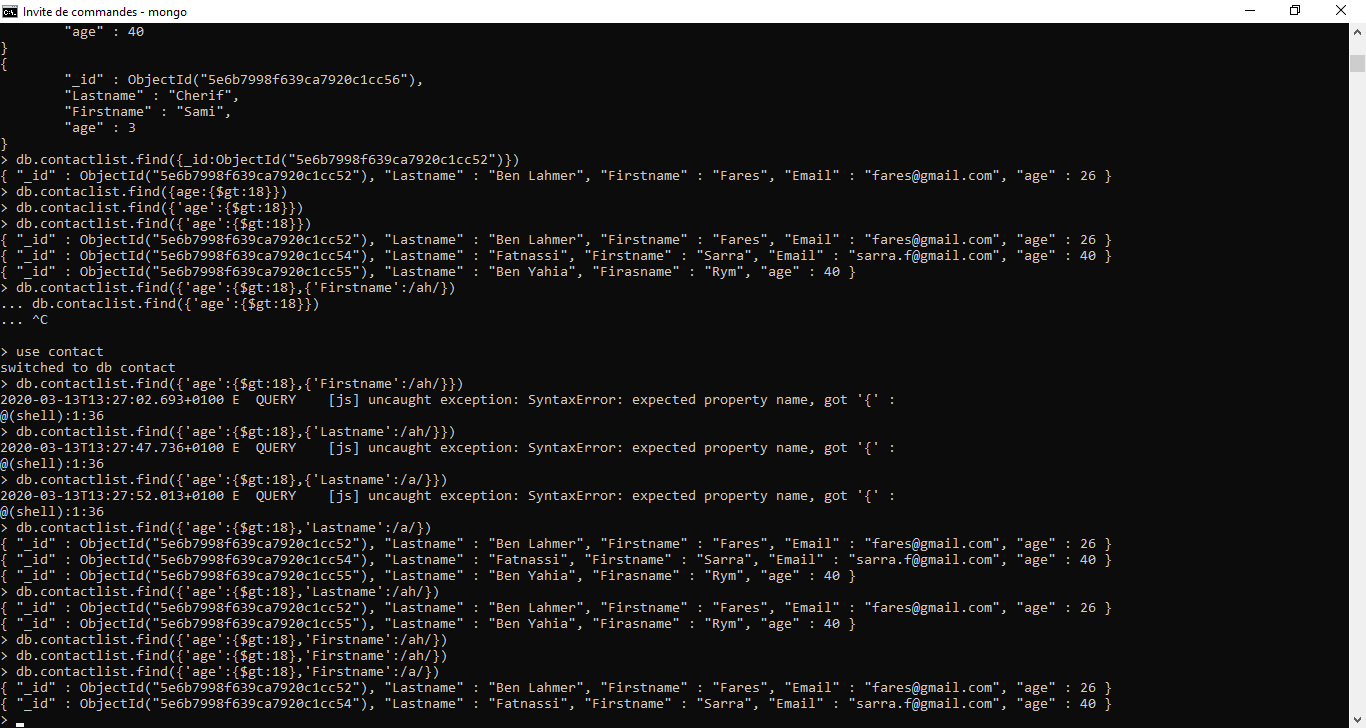 Invite de commandes - mongo
        "age" : 40
}
{
        "_id" : ObjectId("5e6b7998f639ca7920c1cc56"),
        "Lastname" : "Cherif",
        "Firstname" : "Sami",
        "age" : 3
}
> db.contactlist.find({_id:ObjectId("5e6b7998f639ca7920c1cc52")})
{ "_id" : ObjectId("5e6b7998f639ca7920c1cc52"), "Lastname" : "Ben Lahmer", "Firstname" : "Fares", "Email" : "fares@gmail.com", "age" : 26 }
> db.contaclist.find({age:{$gt:18}})
> db.contaclist.find({'age':{$gt:18}})
> db.contactlist.find({'age':{$gt:18}})
{ "_id" : ObjectId("5e6b7998f639ca7920c1cc52"), "Lastname" : "Ben Lahmer", "Firstname" : "Fares", "Email" : "fares@gmail.com", "age" : 26 }
{ "_id" : ObjectId("5e6b7998f639ca7920c1cc54"), "Lastname" : "Fatnassi", "Firstname" : "Sarra", "Email" : "sarra.f@gmail.com", "age" : 40 }
{ "_id" : ObjectId("5e6b7998f639ca7920c1cc55"), "Lastname" : "Ben Yahia", "Firasname" : "Rym", "age" : 40 }
> db.contactlist.find({'age':{$gt:18},{'Firstname':/ah/})
... db.contaclist.find({'age':{$gt:18}})
... ^C
> use contact
switched to db contact
> db.contactlist.find({'age':{$gt:18},{'Firstname':/ah/}})
2020-03-13T13:27:02.693+0100 E  QUERY    [js] uncaught exception: SyntaxError: expected property name, got '{' :
@(shell):1:36
> db.contactlist.find({'age':{$gt:18},{'Lastname':/ah/}})
2020-03-13T13:27:47.736+0100 E  QUERY    [js] uncaught exception: SyntaxError: expected property name, got '{' :
@(shell):1:36
> db.contactlist.find({'age':{$gt:18},{'Lastname':/a/}})
2020-03-13T13:27:52.013+0100 E  QUERY    [js] uncaught exception: SyntaxError: expected property name, got '{' :
@(shell):1:36
> db.contactlist.find({'age':{$gt:18},'Lastname':/a/})
{ "_id" : ObjectId("5e6b7998f639ca7920c1cc52"), "Lastname" : "Ben Lahmer", "Firstname" : "Fares", "Email" : "fares@gmail.com", "age" : 26 }
{ "_id" : ObjectId("5e6b7998f639ca7920c1cc54"), "Lastname" : "Fatnassi", "Firstname" : "Sarra", "Email" : "sarra.f@gmail.com", "age" : 40 }
{ "_id" : ObjectId("5e6b7998f639ca7920c1cc55"), "Lastname" : "Ben Yahia", "Firasname" : "Rym", "age" : 40 }
> db.contactlist.find({'age':{$gt:18},'Lastname':/ah/})
{ "_id" : ObjectId("5e6b7998f639ca7920c1cc52"), "Lastname" : "Ben Lahmer", "Firstname" : "Fares", "Email" : "fares@gmail.com", "age" : 26 }
{ "_id" : ObjectId("5e6b7998f639ca7920c1cc55"), "Lastname" : "Ben Yahia", "Firasname" : "Rym", "age" : 40 }
> db.contactlist.find({'age':{$gt:18},'Firstname':/ah/})
> db.contactlist.find({'age':{$gt:18},'Firstname':/ah/})
> db.contactlist.find({'age':{$gt:18},'Firstname':/a/})
{ "_id" : ObjectId("5e6b7998f639ca7920c1cc52"), "Lastname" : "Ben Lahmer", "Firstname" : "Fares", "Email" : "fares@gmail.com", "age" : 26 }
{ "_id" : ObjectId("5e6b7998f639ca7920c1cc54"), "Lastname" : "Fatnassi", "Firstname" : "Sarra", "Email" : "sarra.f@gmail.com", "age" : 40 }
>